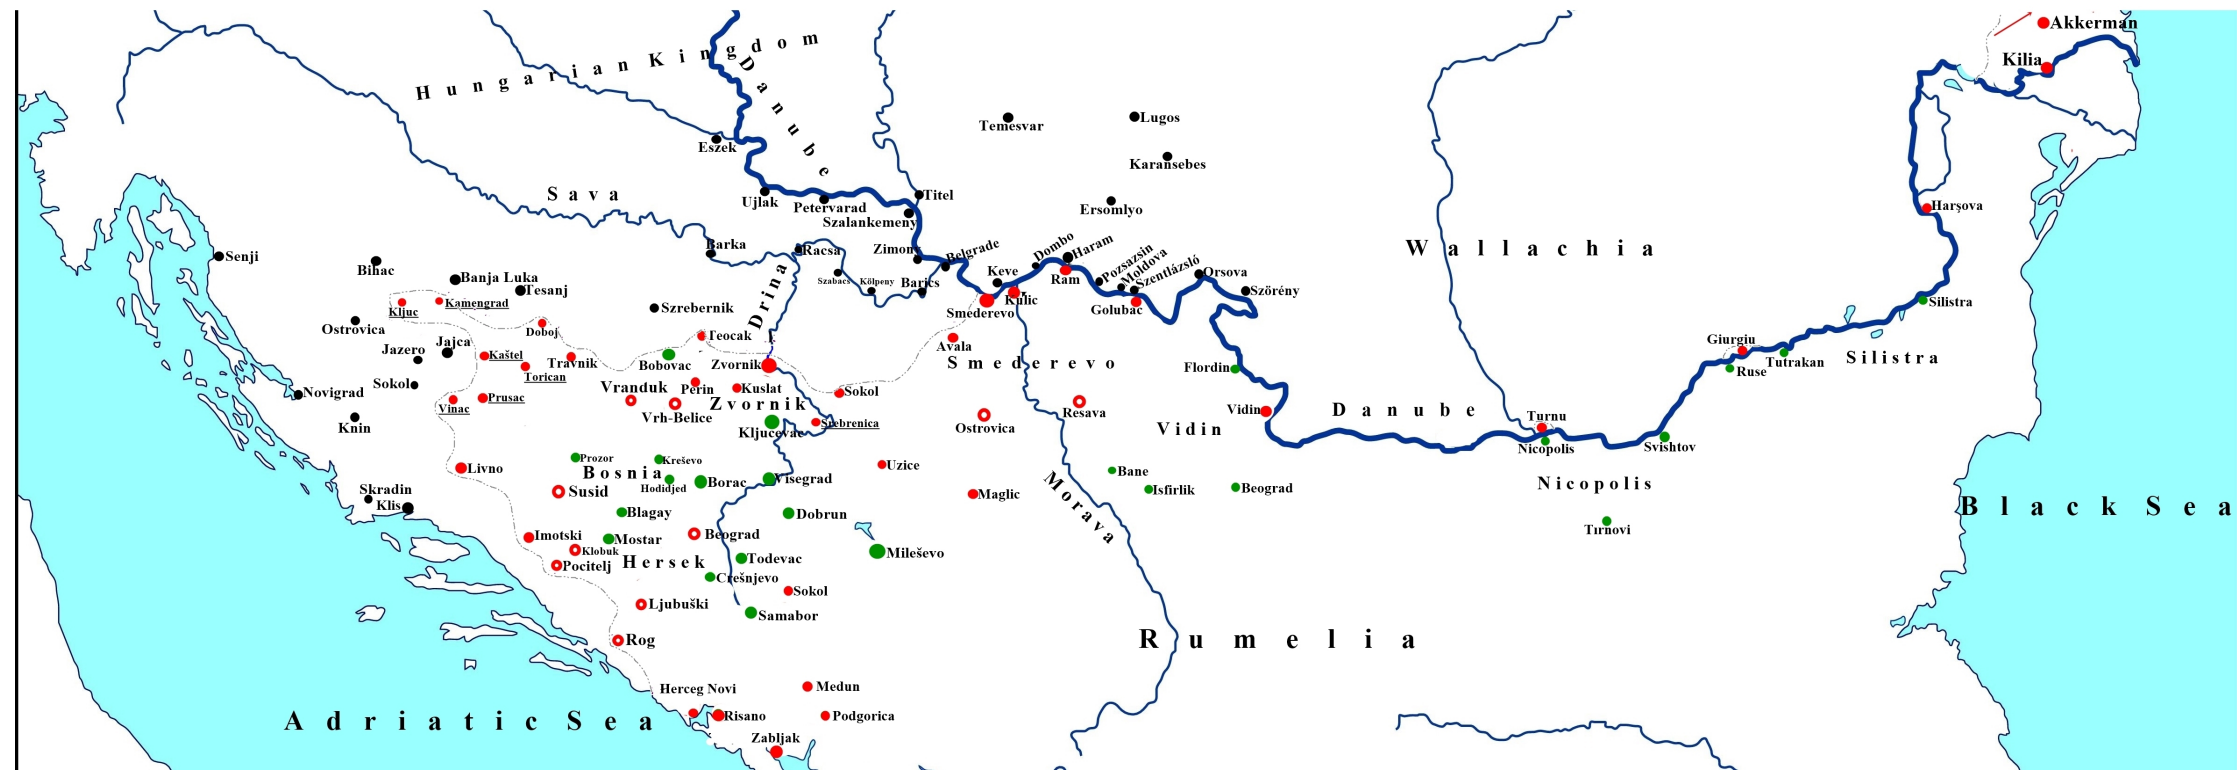 Akkerman
Kilia
Hungarian Kingdom
Danube
Temesvar
Lugos
Eszek
Karansebes
Sava
Ujlak
Petervarad
Titel
Szalankemeny
Ersomlyo
Harşova
Barka
Racsa
Zimony
Belgrade
Dombo
Haram
Wallachia
Senji
Bihac
Banja Luka
Tesanj
Szabacs
Kölpeny
Barics
Keve
Ram
Pozsazsin
Moldova
Szentlázsló
Orsova
Szörény
Kljuc
Kamengrad
Szrebernik
Drina
Smederevo
Kulic
Golubac
Silistra
Ostrovica
Doboj
Teocak
Avala
Giurgiu
Jazero
Jajca
Kaştel
Travnik
Bobovac
Zvornik
Smederevo
Flordin
Ruse
Tutrakan
Silistra
Torican
Sokol
Vranduk
Perin
Kuslat
Sokol
Novigrad
Vinac
Prusac
Vrh-Belice
Zvornik
Resava
Vidin
Danube
Turnu
Knin
Kljucevac
Srebrenica
Ostrovica
Vidin
Nicopolis
Svishtov
Livno
Prozor
Kreševo
Bosnia
Uzice
Bane
Nicopolis
Skradin
Klis
Susid
Hodidjed
Borac
Visegrad
Maglic
Isfirlik
Beograd
Morava
Black Sea
Blagay
Dobrun
Tırnovi
Imotski
Mostar
Beograd
Klobuk
Pocitelj
Hersek
Todevac
Mileševo
Crešnjevo
Sokol
Ljubuški
Samabor
Rog
Rumelia
Herceg Novi
Medun
Adriatic Sea
Risano
Podgorica
Zabljak